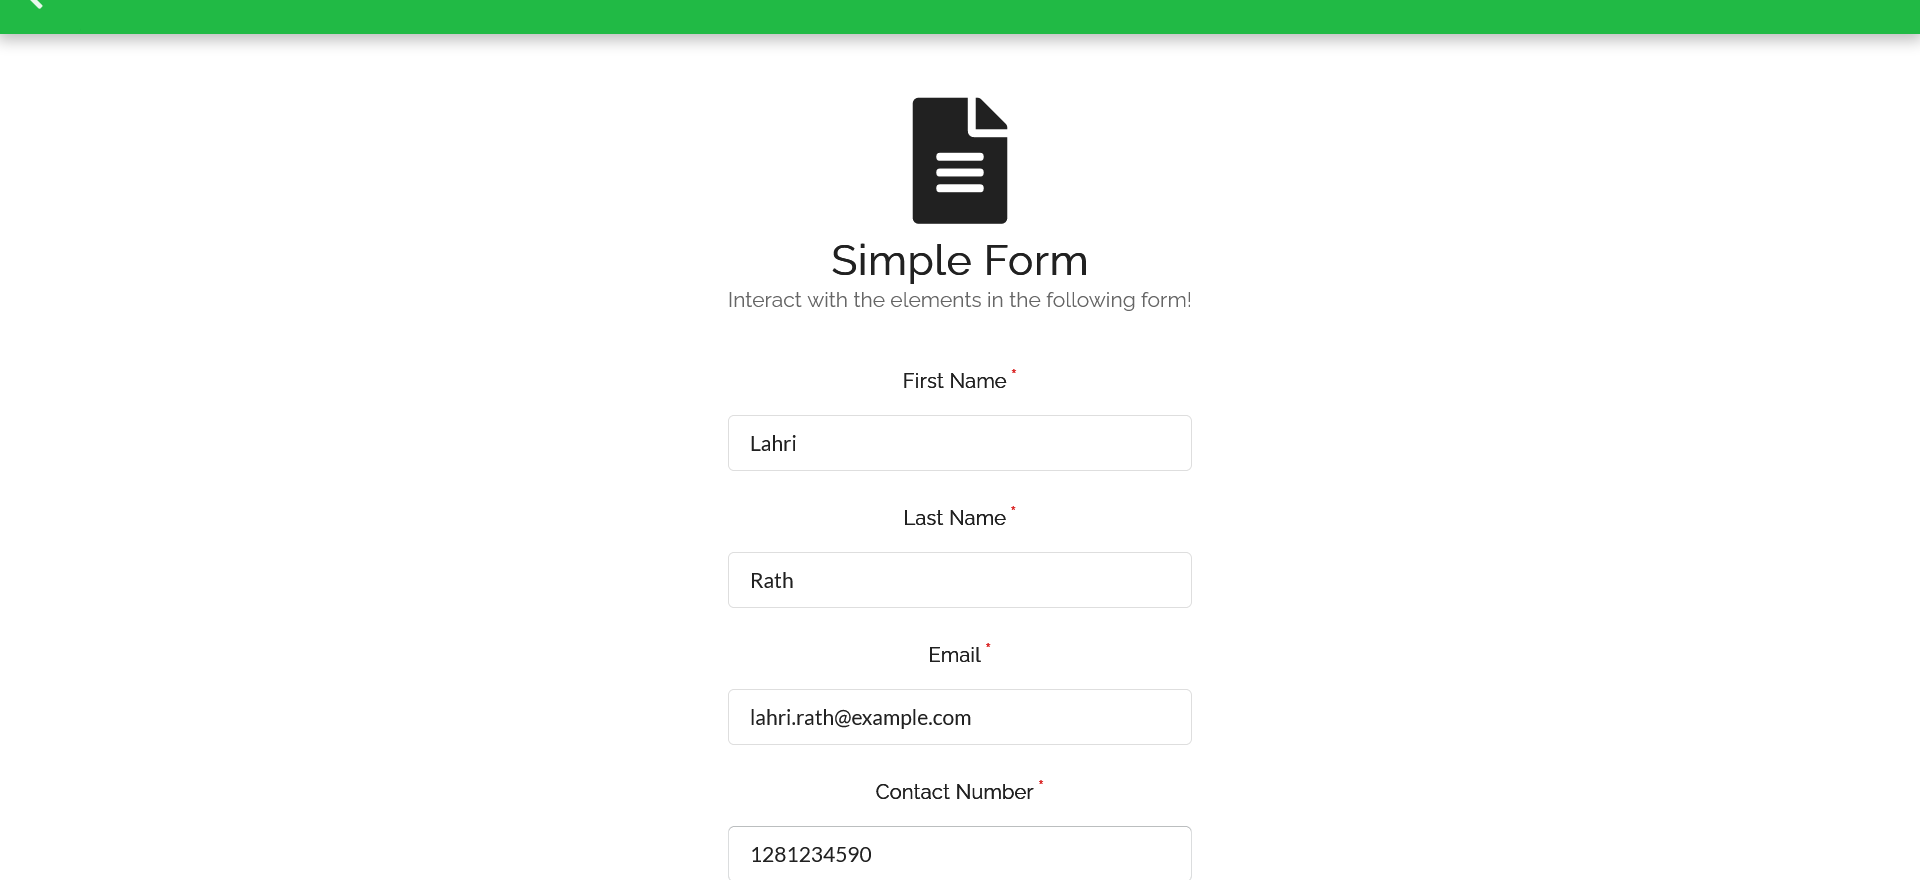 Simple Form
Interact with the elements in the following form!
First Name *
Lahri
Last Name *
Rath
Email *
lahri.rath@example.com
Contact Number *
1281234590